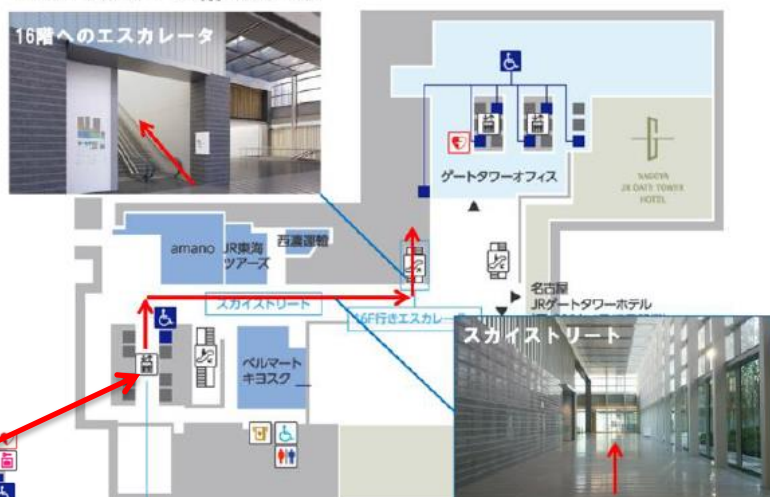 16階へのエスカレータ
ゲートタワーオフィス
NAGOYA
JR GATE TOWER
HOTEL
amano
JR東海
ツアーズ
西濃運輸
スカイストリート
16F行きエスカレー
名古屋
JRゲートタワーホテル
ベルマート
キヨスク
スカイストリート